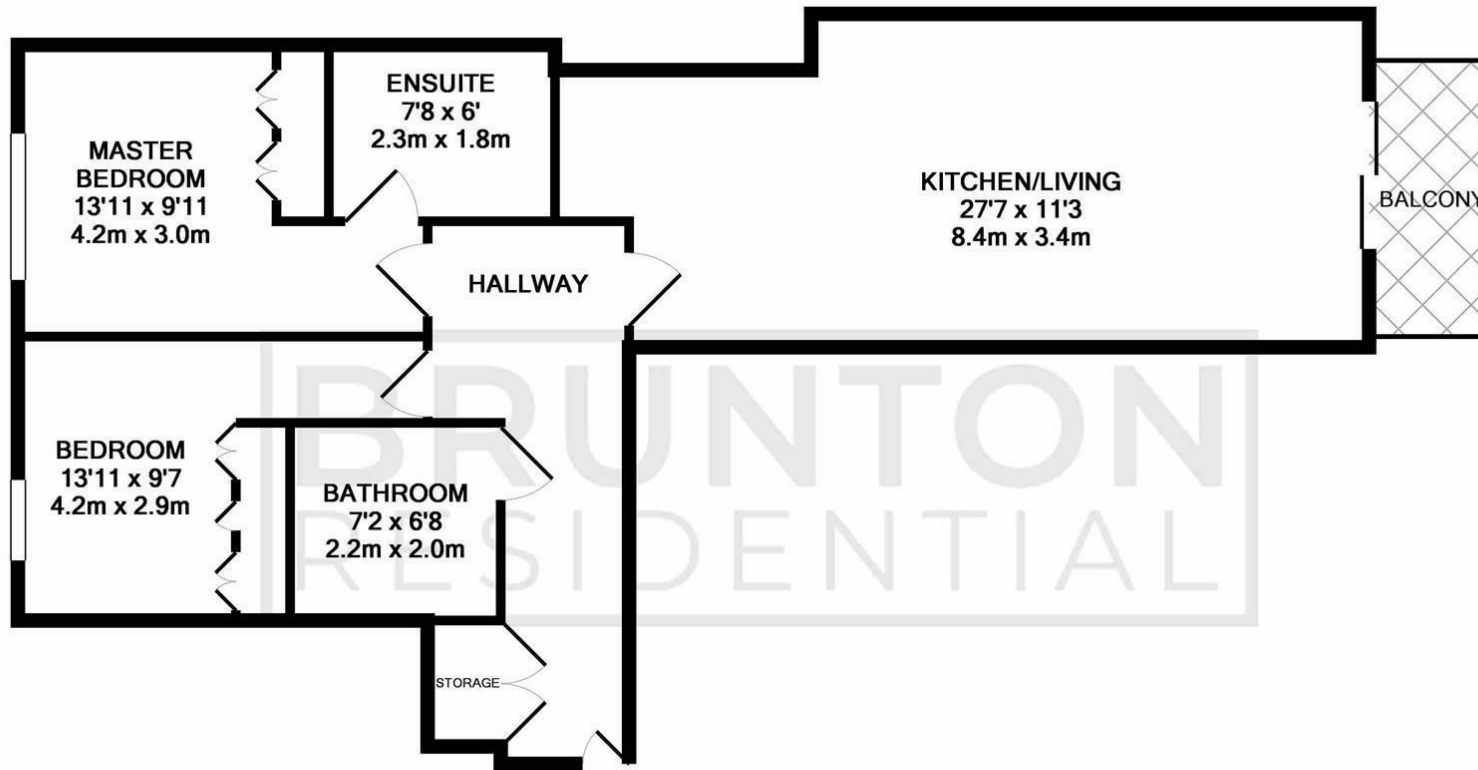 MASTER
BEDROOM
13'11 x 9'11
4.2m x 3.0m
ENSUITE
7'8 x 6'
2.3m x 1.8m
KITCHEN/LIVING
27'7 x 11'3
8.4m x 3.4m
BALCONY
HALLWAY
BEDROOM
13'11 x 9'7
4.2m x 2.9m
BATHROOM
7'2 x 6'8
2.2m x 2.0m
STORAGE
BRUNTON
RESIDENTIAL